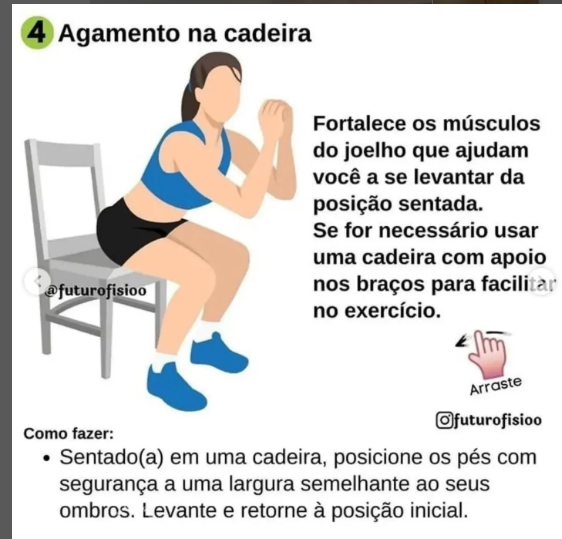 4 Agamento na cadeira
Fortalece os músculos
do joelho que ajudam
você a se levantar da
posição sentada.
Se for necessário usar
uma cadeira com apoio
nos braços para facilitar
no exercício.
@futurofisioo
Arraste
futurofisioo
Como fazer:
• Sentado(a) em uma cadeira, posicione os pés com
segurança a uma largura semelhante ao seus
ombros. Levante e retorne à posição inicial.